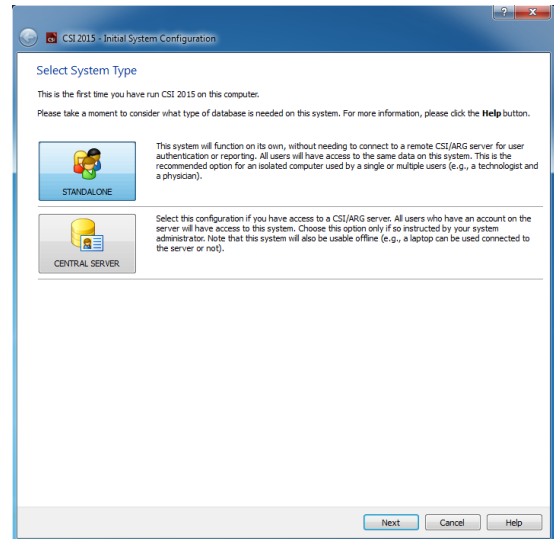 CSI 2015 - Initial System Configuration
Select System Type
This is the first time you have run CSI 2015 on this computer.
Please take a moment to consider what type of database is needed on this system. For more information, please click the Help button.
This system will function on its own, without needing to connect to a remote CSI/ARG server for user
authentication or reporting. All users will have access to the same data on this system. This is the
recommended option for an isolated computer used by a single or multiple users (e.g., a technologist and
a physician).
STANDALONE
Select this configuration if you have access to a CSI/ARG server. All users who have an account on the
server will have access to this system. Choose this option only if so instructed by your system
administrator. Note that this system will also be usable offline (e.g., a laptop can be used connected to
the server or not).
CENTRAL SERVER
Next Cancel Help